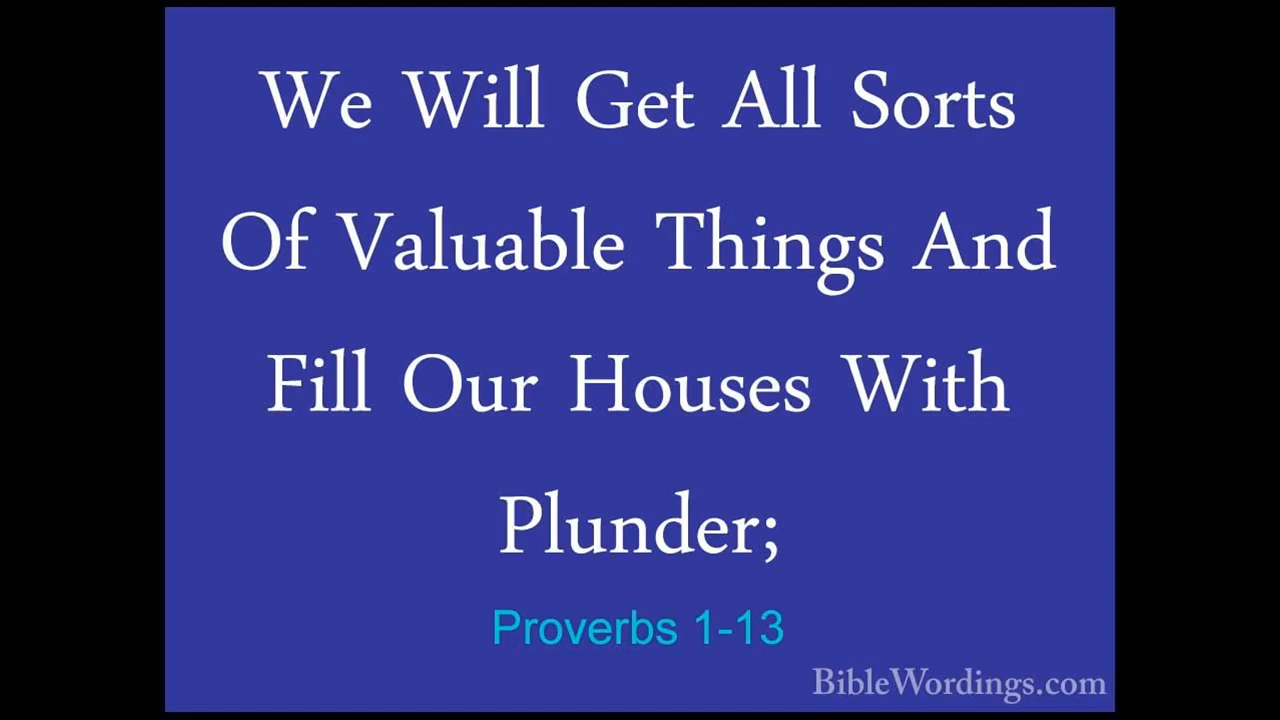 We Will Get All Sorts
Of Valuable Things And
Fill Our Houses With
Plunder;
Proverbs 1-13
BibleWordings.com